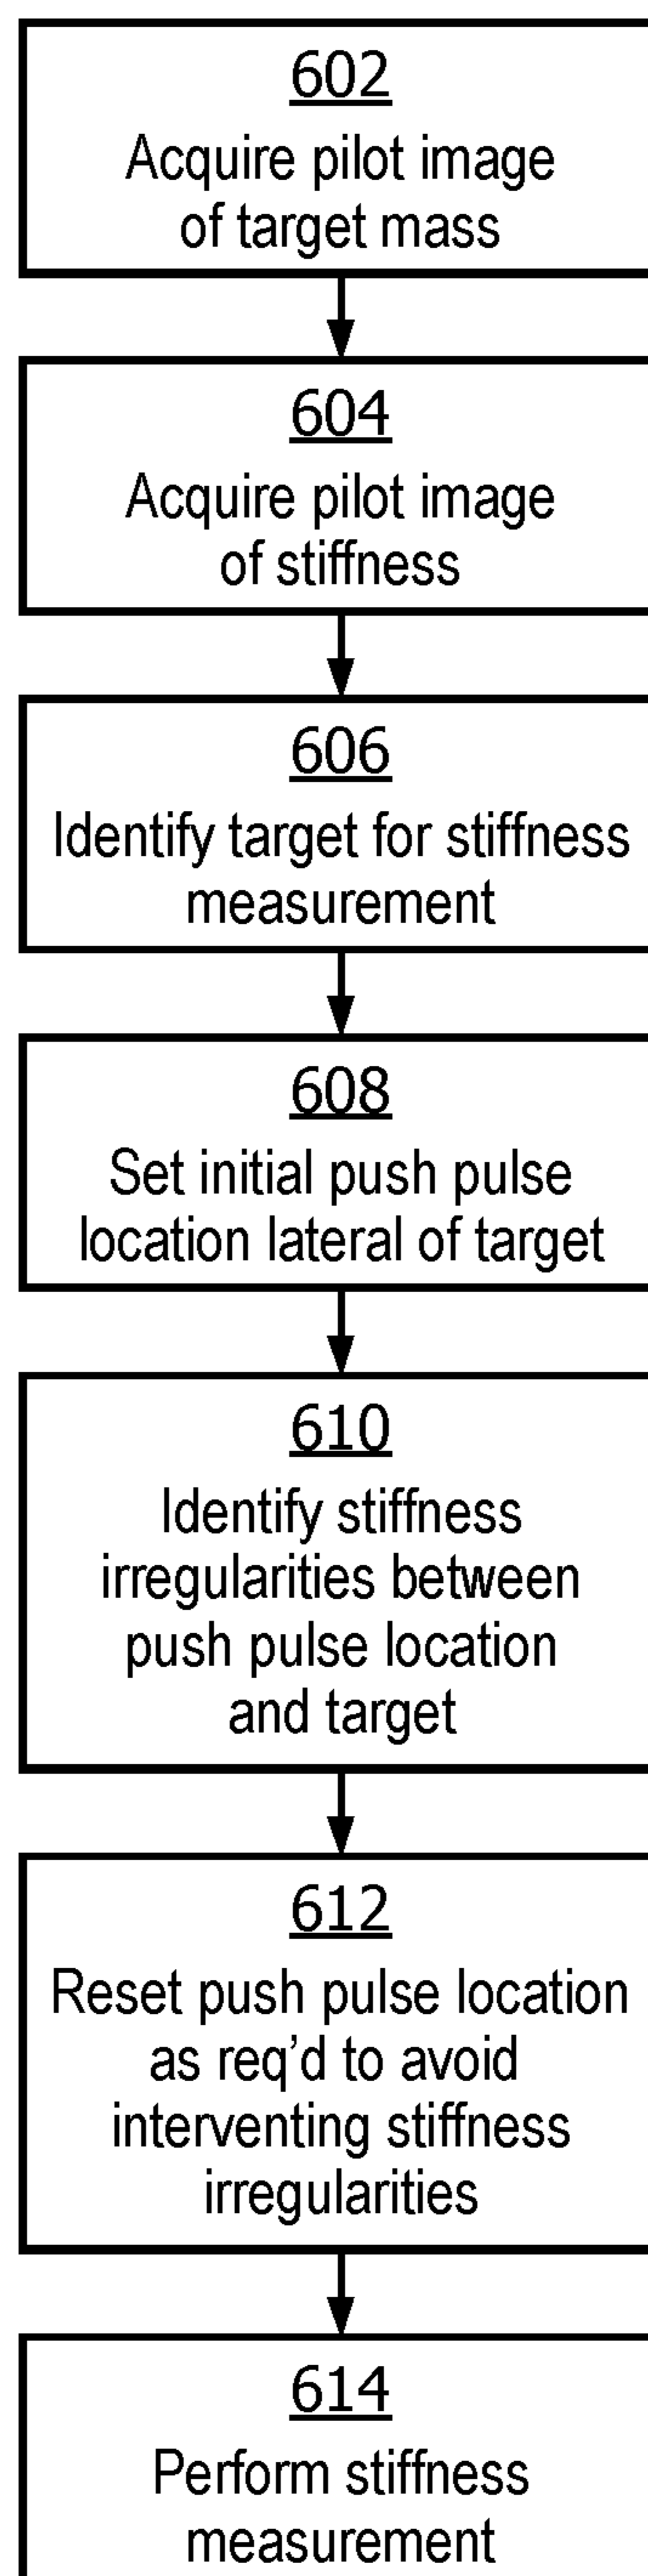 602
Acquire pilot image
of target mass
604
Acquire pilot image
of stiffness
606
Identify target for stiffness
measurement
608
Set initial push pulse
location lateral of target
610
Identify stiffness
irregularities between
push pulse location
and target
612
Reset push pulse location
as req’d to avoid
interventing stiffness
irregularities
614
Perform stiffness
measurement